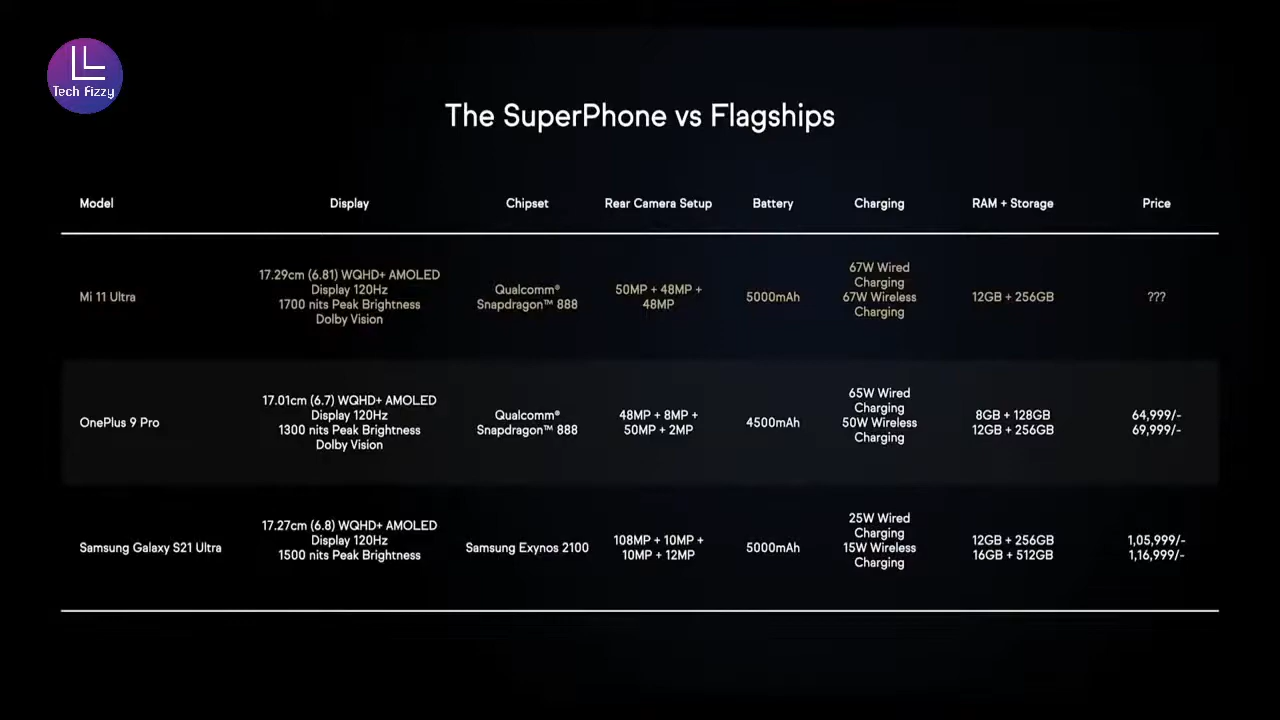 Tech Fizzy
The SuperPhone vs Flagships
Model Display Chipset Rear Camera Setup Battery Charging RAM + Storage Price
Mi 11 Ultra
17.29cm (6.81) WQHD+ AMOLED
Display 120Hz
1700 nits Peak Brightness
Dolby Vision
Qualcomm®
Snapdragon™ 888
50MP + 48MP +
48MP
5000mAh
67W Wired
Charging
67W Wireless
Charging
12GB + 256GB
???
OnePlus 9 Pro
17.01cm (6.7) WQHD+ AMOLED
Display 120Hz
1300 nits Peak Brightness
Dolby Vision
Qualcomm®
Snapdragon™ 888
48MP + 8MP +
50MP + 2MP
4500mAh
65W Wired
Charging
50W Wireless
Charging
8GB + 128GB
12GB + 256GB
64,999/-
69,999/-
Samsung Galaxy S21 Ultra
17.27cm (6.8) WQHD+ AMOLED
Display 120Hz
1500 nits Peak Brightness
Samsung Exynos 2100
108MP + 10MP +
10MP + 12MP
5000mAh
25W Wired
Charging
15W Wireless
Charging
12GB + 256GB
16GB + 512GB
1,05,999/-
1,16,999/-